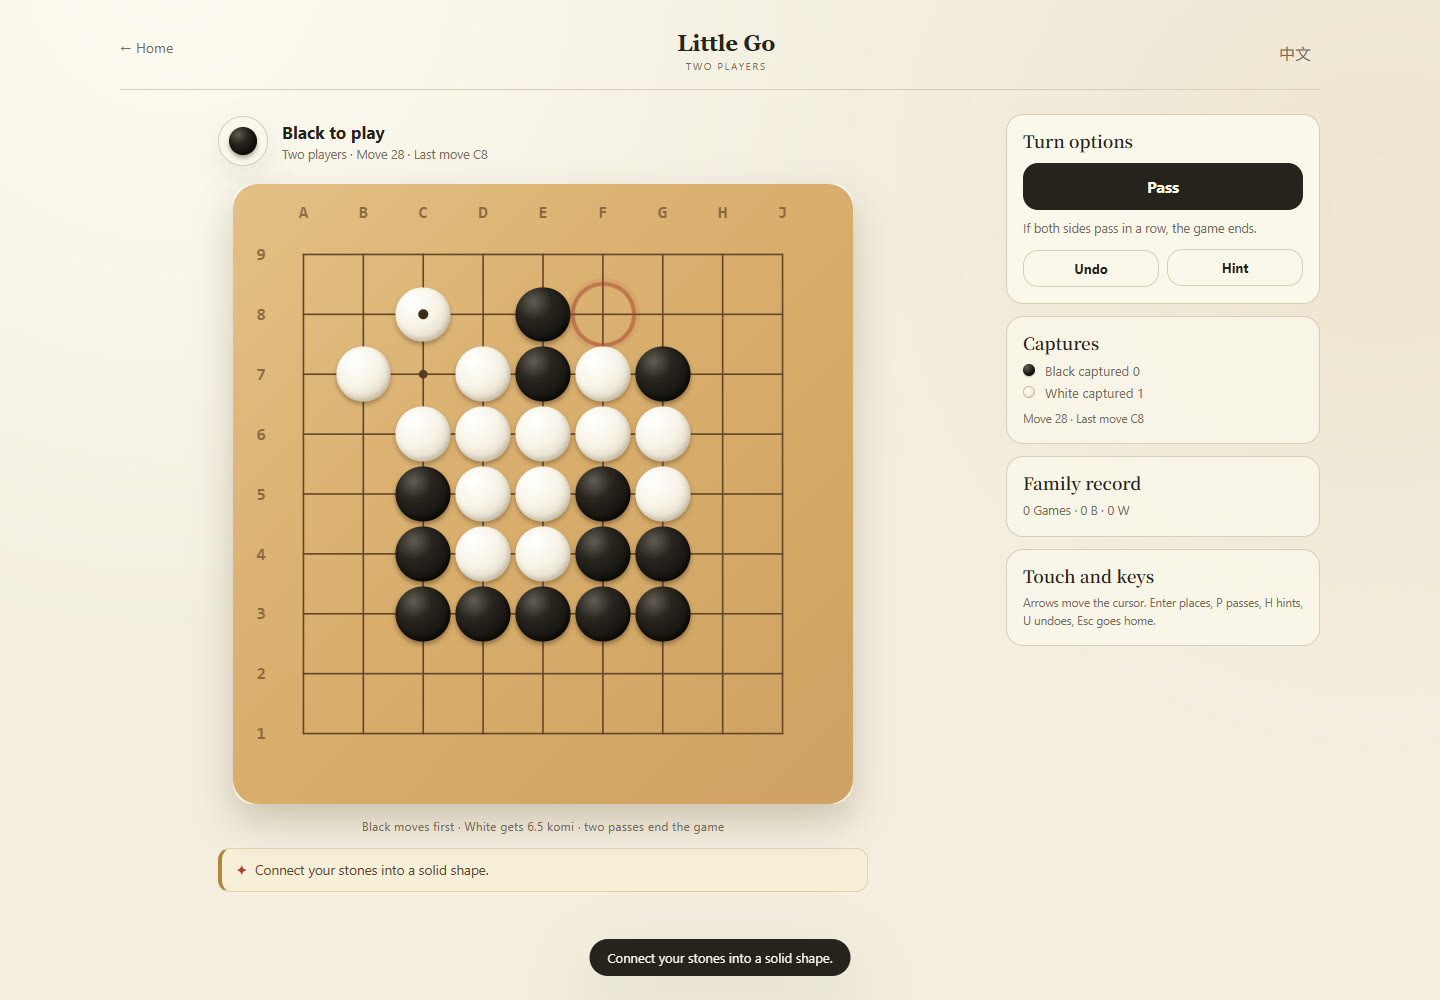 ← Home
Little Go
TWO PLAYERS
中文
Black to play
Two players · Move 28 · Last move C8
A B C D E F G H J
9
8
7
6
5
4
3
2
1
Black moves first · White gets 6.5 komi · two passes end the game
✦ Connect your stones into a solid shape.
Turn options
Pass
If both sides pass in a row, the game ends.
Undo
Hint
Captures
Black captured 0
White captured 1
Move 28 · Last move C8
Family record
0 Games · 0 B · 0 W
Touch and keys
Arrows move the cursor. Enter places, P passes, H hints,
U undoes, Esc goes home.
Connect your stones into a solid shape.